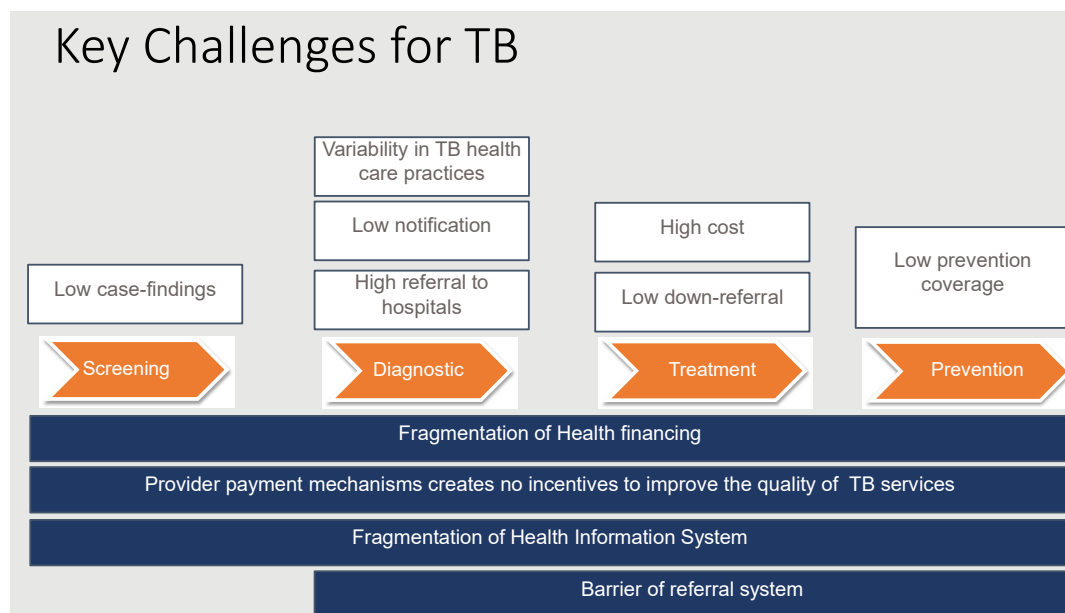 Key Challenges for TB
Variability in TB health
care practices
Low notification
High cost
Low prevention
coverage
Low case-findings
High referral to
hospitals
Low down-referral
Screening
Diagnostic
Treatment
Prevention
Fragmentation of Health financing
Provider payment mechanisms creates no incentives to improve the quality of TB services
Fragmentation of Health Information System
Barrier of referral system